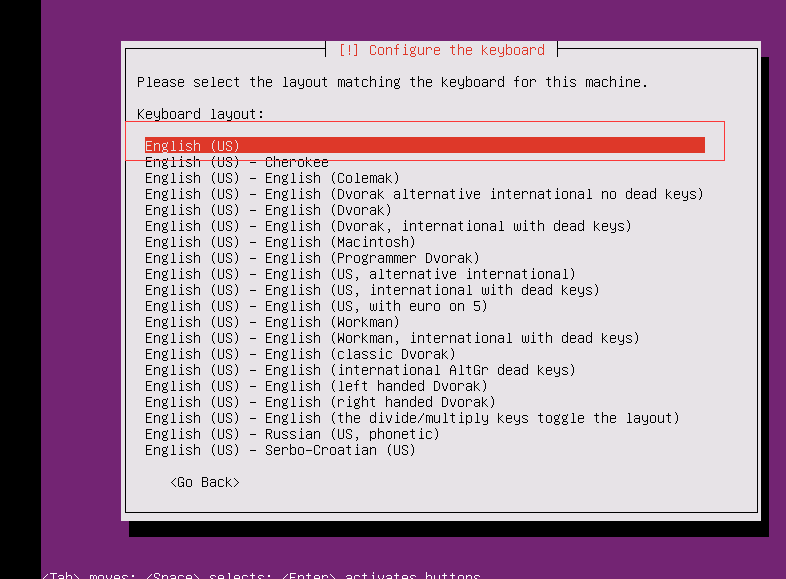 [!] Configure the keyboard
Please select the layout matching the keyboard for this machine.
Keyboard layout:
English (US)
English (US) - Cherokee
English (US) - English (Colemak)
English (US) - English (Dvorak alternative international no dead keys)
English (US) - English (Dvorak)
English (US) - English (Dvorak, international with dead keys)
English (US) - English (Macintosh)
English (US) - English (Programmer Dvorak)
English (US) - English (US, alternative international)
English (US) - English (US, international with dead keys)
English (US) - English (US, with euro on 5)
English (US) - English (Workman)
English (US) - English (Workman, international with dead keys)
English (US) - English (classic Dvorak)
English (US) - English (international AltGr dead keys)
English (US) - English (left handed Dvorak)
English (US) - English (right handed Dvorak)
English (US) - English (the divide/multiply keys toggle the layout)
English (US) - Russian (US, phonetic)
English (US) - Serbo-Croatian (US)
<Go Back>
<Tab> moves; <Space> selects; <Enter> activates buttons